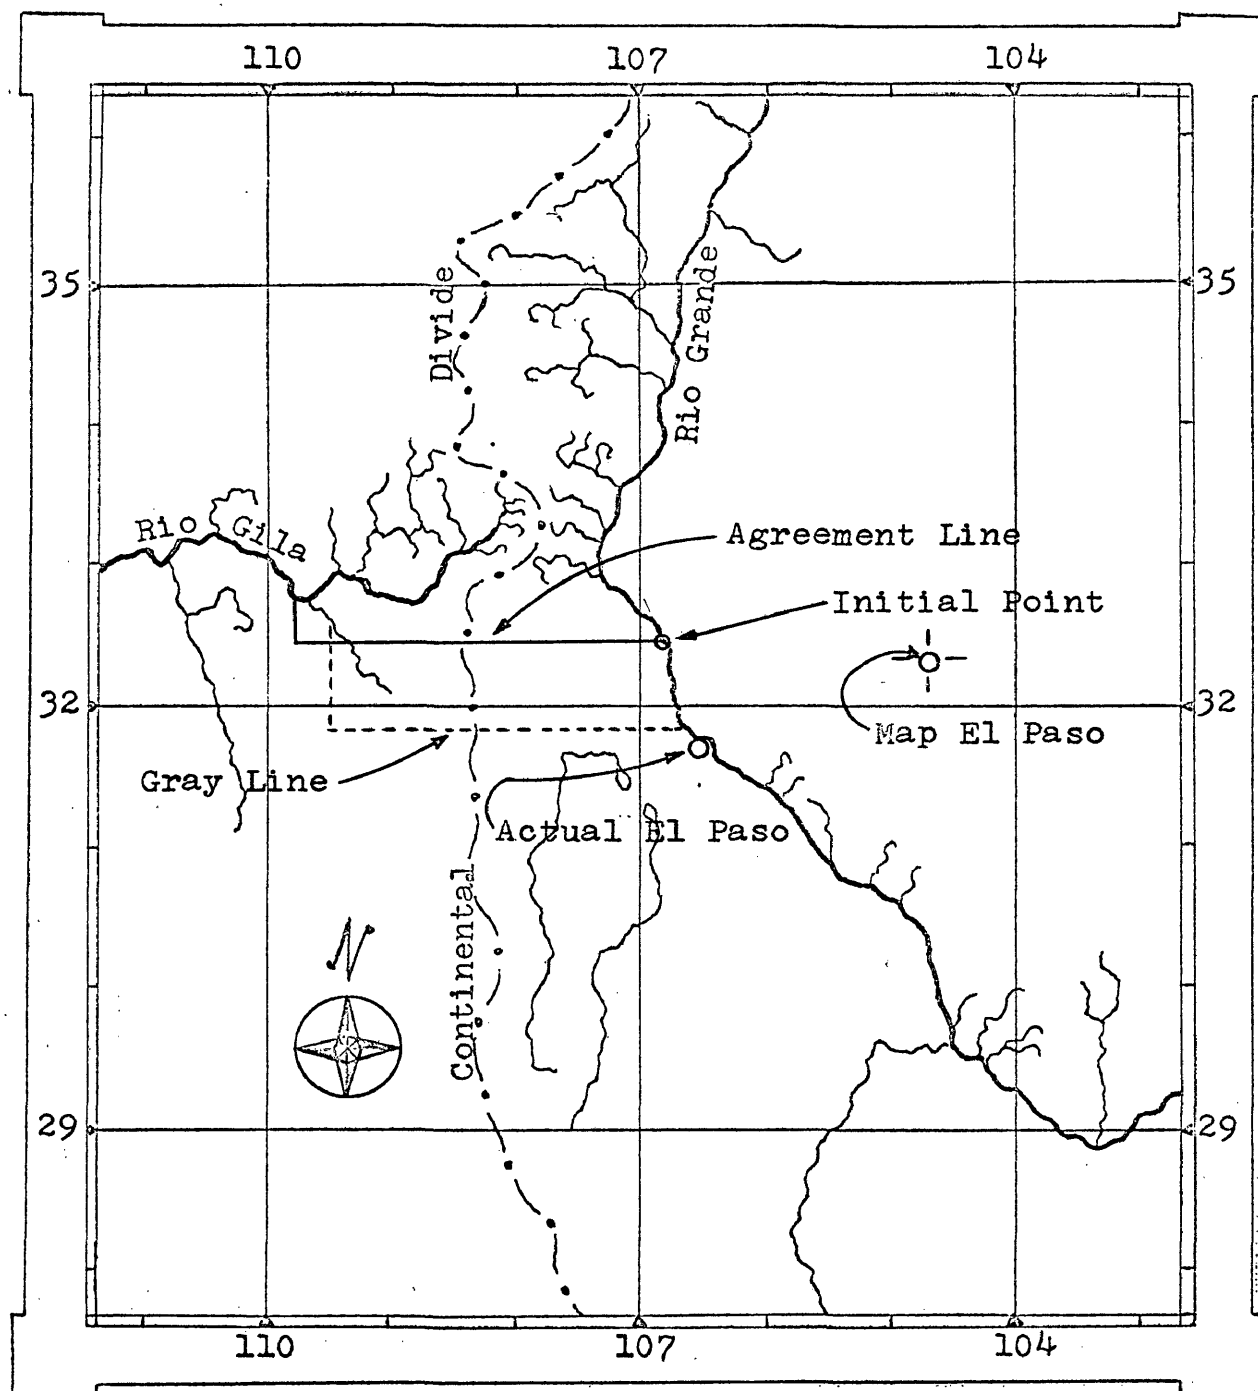 110 107 104
35 Divide Rio Grande 35
Rio Gila
Agreement Line
Initial Point
32 32
Map El Paso
Gray Line
Actual El Paso
Continental
N
29 29
110 107 104